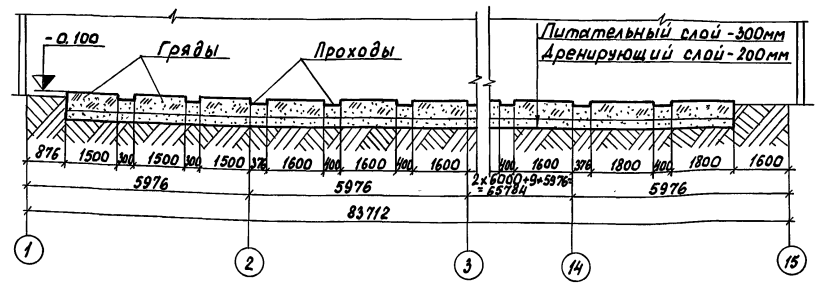 -0.100
Гряды
Проходы
Питательный слой-300мм
Дренирующий слой-200мм
876 1500 300 1500 300 1500 376 1600 400 1600 400 1600 400 1600 376 1800 400 1800 1600
5976 5976 2×6000+9×5976= 5976
=65784
83712
1 2 3 14 15